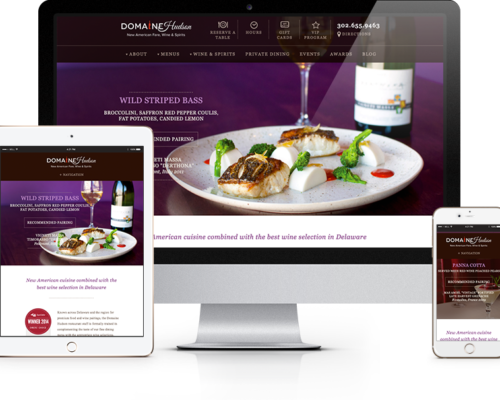 DOMAINE Hudson
New American Fare, Wine & Spirits
RESERVE A
TABLE
HOURS
GIFT
CARDS
VIP
PROGRAM
302.655.9463
DIRECTIONS
+ ABOUT
+ MENUS
+ WINE & SPIRITS
PRIVATE DINING
EVENTS
AWARDS
BLOG
WILD STRIPED BASS
BROCCOLINI, SAFFRON RED PEPPER COULIS,
FAT POTATOES, CANDIED LEMON
ENDED PAIRING
ETI MASSA
SO "DERTHONA"
American cuisine combined with the best wine selection in Delaware
DOMAINE Hudson
+ NAVIGATION
WILD STRIPED BASS
BROCCOLINI, SAFFRON RED PEPPER COULIS,
FAT POTATOES, CANDIED LEMON
RECOMMENDED PAIRING
New American cuisine combined with the
best wine selection in Delaware
WINNER 2014
DOMAINE Hudson
+ NAVIGATION
PANNA COTTA
RECOMMENDED PAIRING
New American cuisine
combined with the best wine